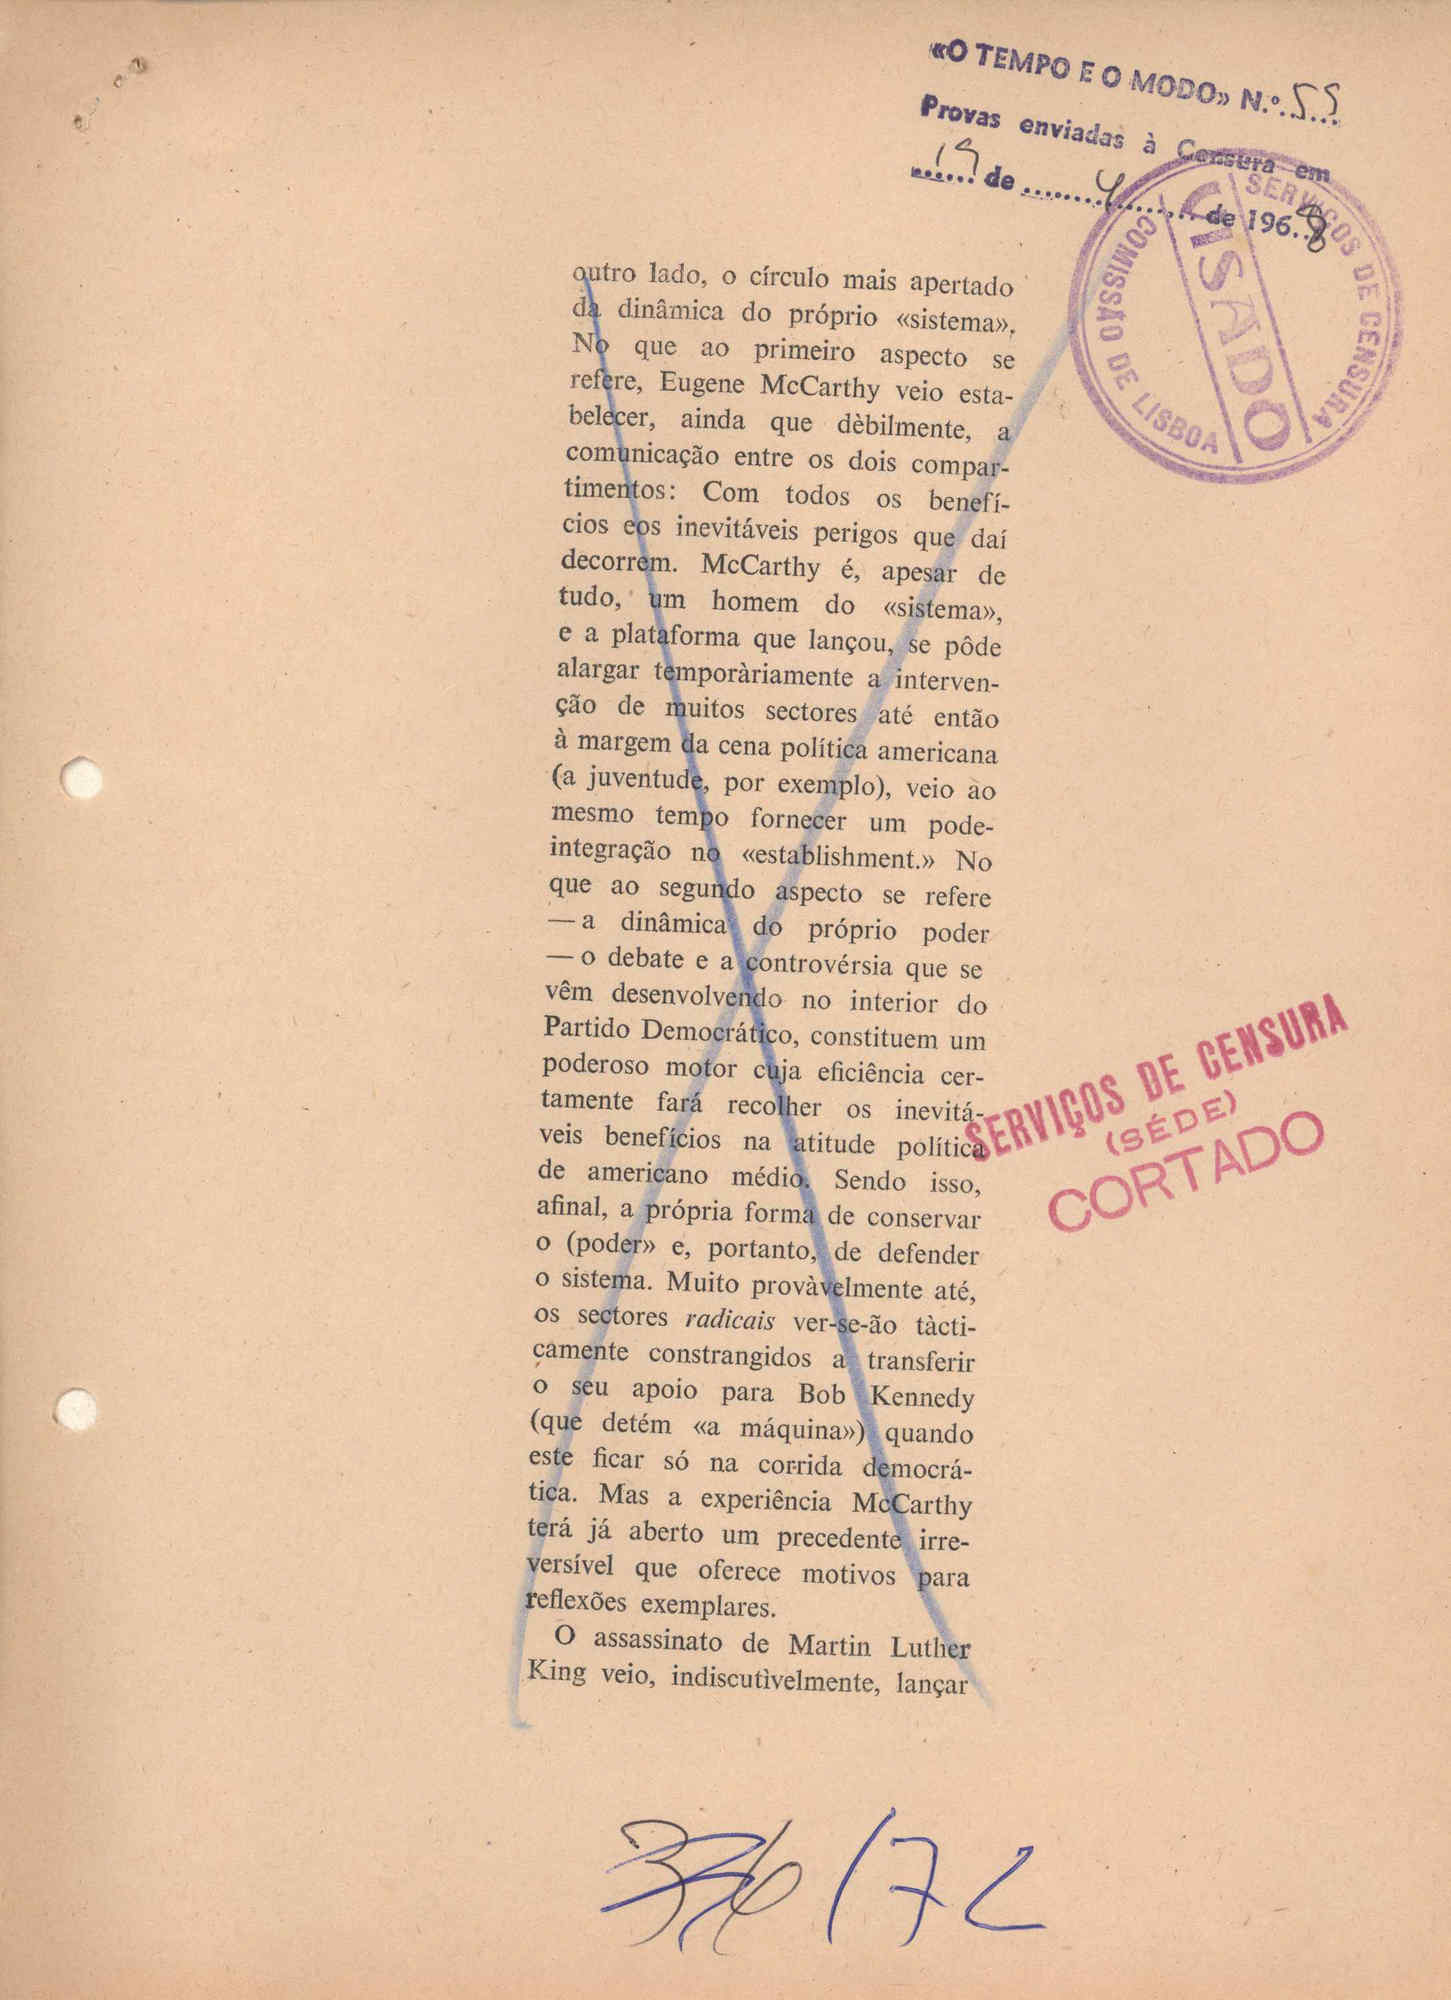 «O TEMPO E O MODO» N.º 55
Provas enviadas à Censura em
19 de 4 de 1968
SERVIÇOS DE CENSURA
VISADO
COMISSÃO DE LISBOA
outro lado, o círculo mais apertado
da dinâmica do próprio «sistema».
No que ao primeiro aspecto se
refere, Eugene McCarthy veio esta-
belecer, ainda que dèbilmente, a
comunicação entre os dois compar-
timentos: Com todos os benefí-
cios eos inevitáveis perigos que daí
decorrem. McCarthy é, apesar de
tudo, um homem do «sistema»,
e a plataforma que lançou, se pôde
alargar temporàriamente a interven-
ção de muitos sectores até então
à margem da cena política americana
(a juventude, por exemplo), veio ao
mesmo tempo fornecer um pode-
integração no «establishment.» No
que ao segundo aspecto se refere
— a dinâmica do próprio poder
— o debate e a controvérsia que se
vêm desenvolvendo no interior do
Partido Democrático, constituem um
poderoso motor cuja eficiência cer-
tamente fará recolher os inevitá-
veis benefícios na atitude política
de americano médio. Sendo isso,
afinal, a própria forma de conservar
o (poder» e, portanto, de defender
o sistema. Muito provàvelmente até,
os sectores radicais ver-se-ão tàcti-
camente constrangidos a transferir
o seu apoio para Bob Kennedy
(que detém «a máquina») quando
este ficar só na corrida democrá-
tica. Mas a experiência McCarthy
terá já aberto um precedente irre-
versível que oferece motivos para
reflexões exemplares.
O assassinato de Martin Luther
King veio, indiscutìvelmente, lançar
SERVIÇOS DE CENSURA
(SÉDE)
CORTADO
/72